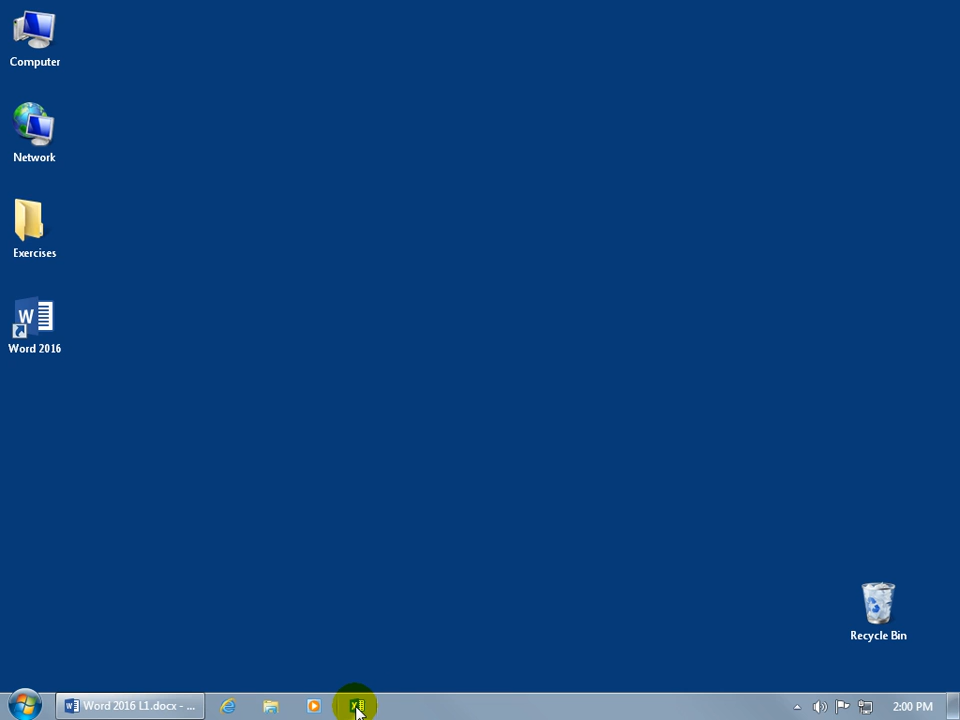 Computer
Network
Exercises
W
Word 2016
Recycle Bin
Word 2016 L1.docx - ...
2:00 PM